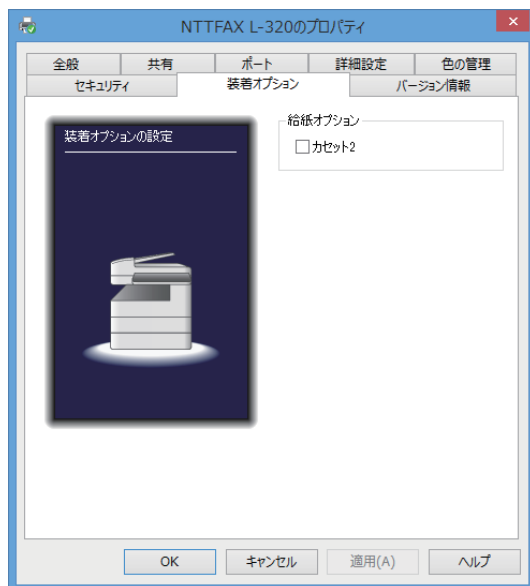 NTTFAX L-320のプロパティ
全般 共有 ポート 詳細設定 色の管理
セキュリティ 装着オプション バージョン情報
装着オプションの設定
給紙オプション
カセット2
OK キャンセル 適用(A) ヘルプ